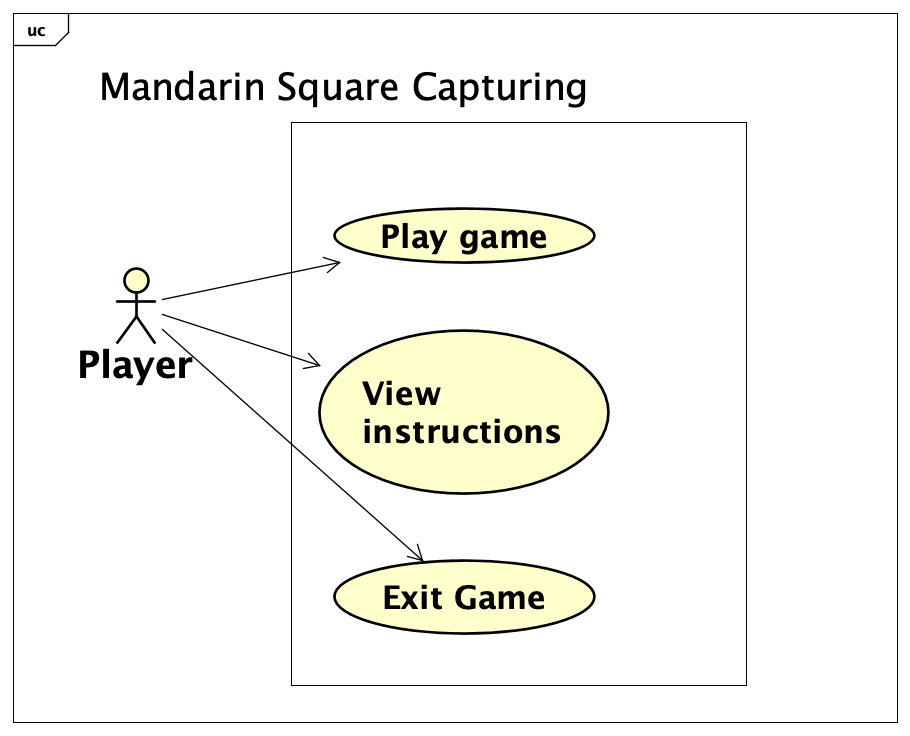 uc
Mandarin Square Capturing
Play game
Player
View
instructions
Exit Game